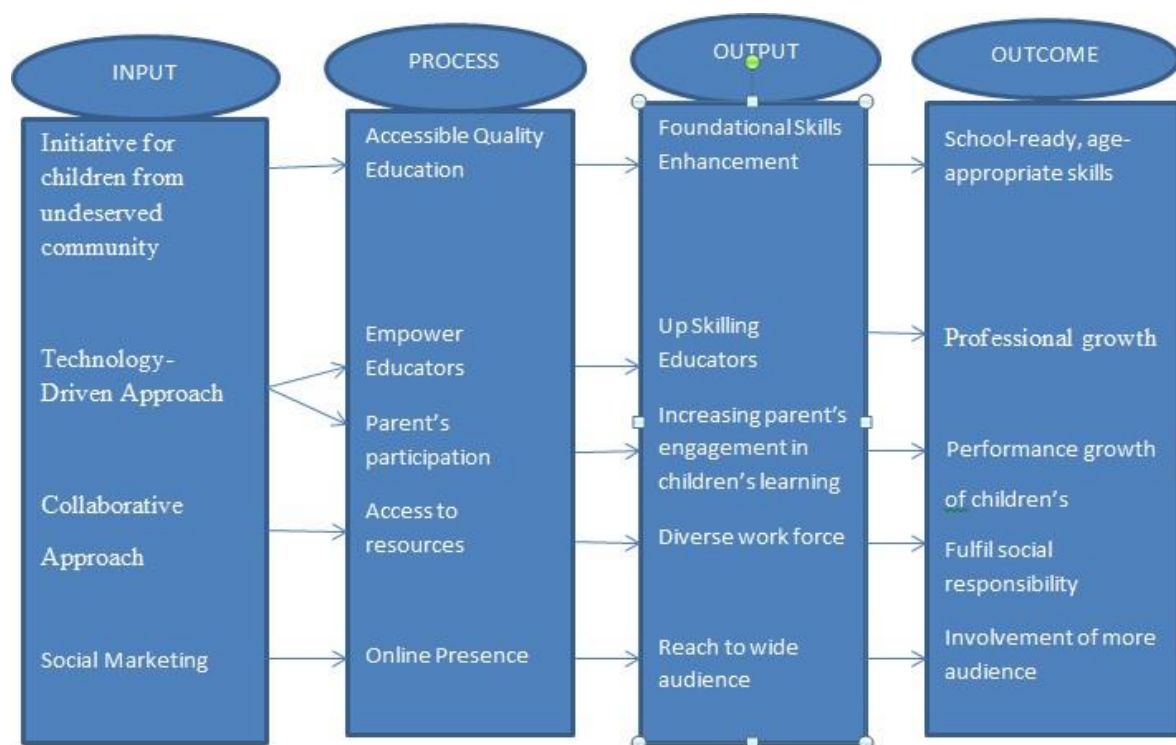 INPUT
PROCESS
OUTPUT
OUTCOME
Initiative for
children from
undeserved
community
Technology-
Driven Approach
Collaborative
Approach
Social Marketing
Accessible Quality
Education
Empower
Educators
Parent's
participation
Access to
resources
Online Presence
Foundational Skills
Enhancement
Up Skilling
Educators
Increasing parent's
engagement in
children's learning
Diverse work force
Reach to wide
audience
School-ready, age-
appropriate skills
Professional growth
Performance growth
of children's
Fulfil social
responsibility
Involvement of more
audience